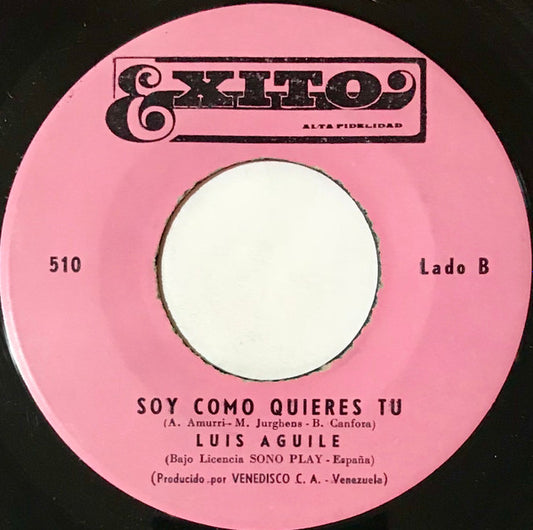 EXITO
ALTA FIDELIDAD
510
Lado B
SOY COMO QUIERES TU
(A. Amurri- M. Jurghens - B. Canfora)
LUIS AGUILE
(Bajo Licencia SONO PLAY - España)
(Producido por VENEDISCO C. A. - Venezuela)